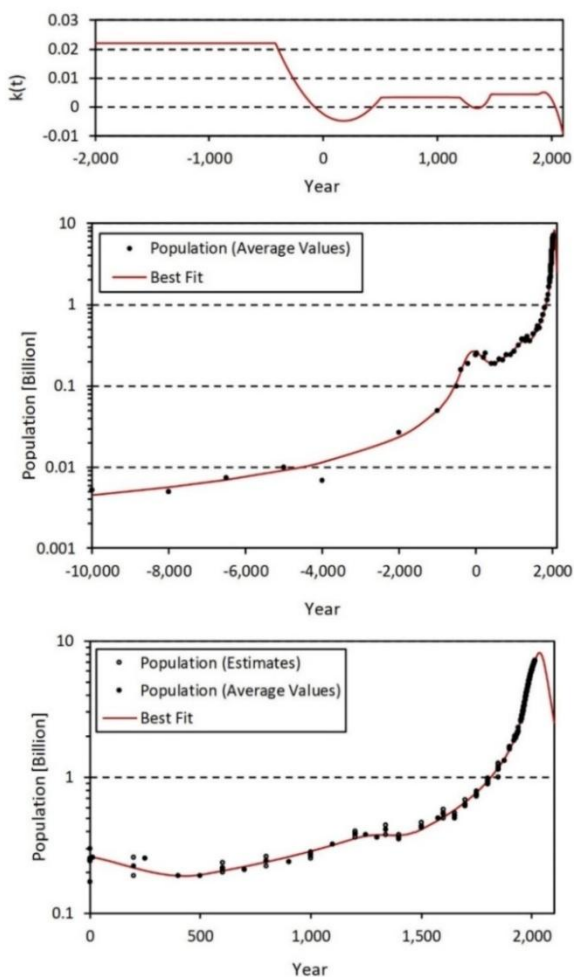 0.03
0.02
0.01
0
-0.01
k(t)
-2,000 -1,000 0 1,000 2,000
Year
10
1
0.1
0.01
0.001
Population [Billion]
Population (Average Values)
Best Fit
-10,000 -8,000 -6,000 -4,000 -2,000 0 2,000
Year
10
1
0.1
Population [Billion]
Population (Estimates)
Population (Average Values)
Best Fit
0 500 1,000 1,500 2,000
Year